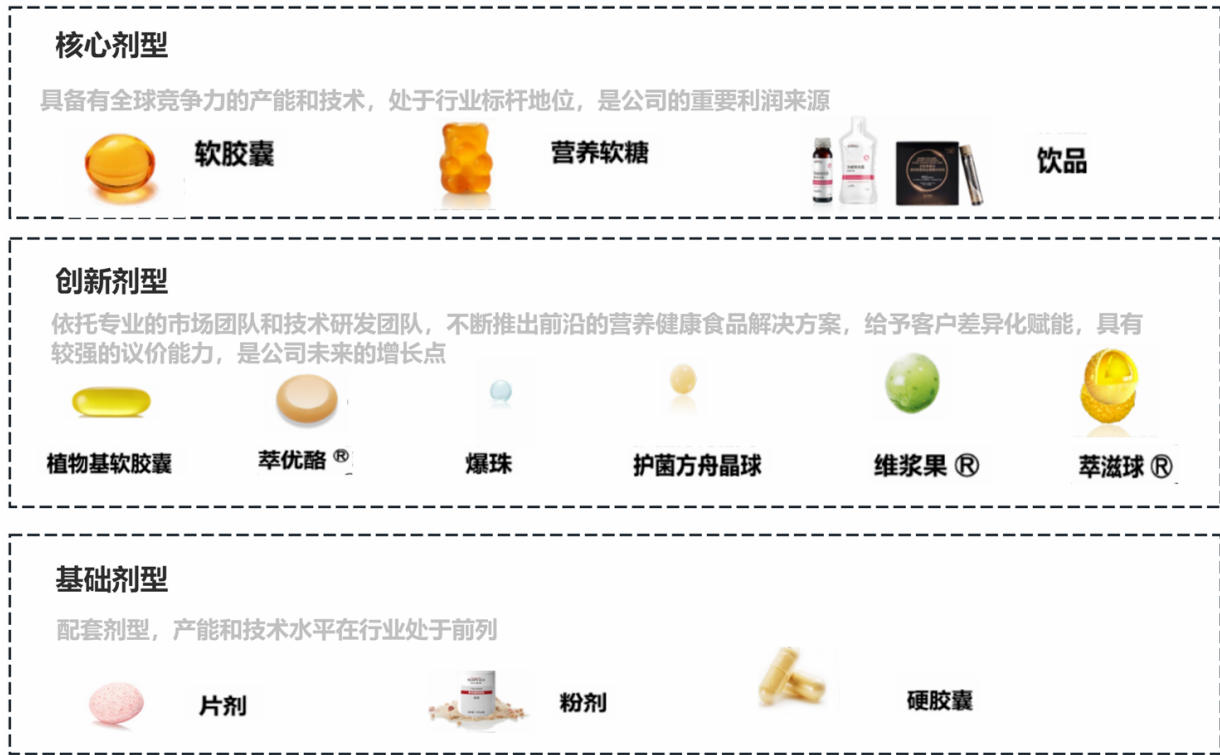 核心剂型
具备有全球竞争力的产能和技术，处于行业标杆地位，是公司的重要利润来源
软胶囊
营养软糖
饮品
创新剂型
依托专业的市场团队和技术研发团队，不断推出前沿的营养健康食品解决方案，给予客户差异化赋能，具有
较强的议价能力，是公司未来的增长点
植物基软胶囊
萃优酪®
爆珠
护菌方舟晶球
维浆果®
萃滋球®
基础剂型
配套剂型，产能和技术水平在行业处于前列
片剂
粉剂
硬胶囊